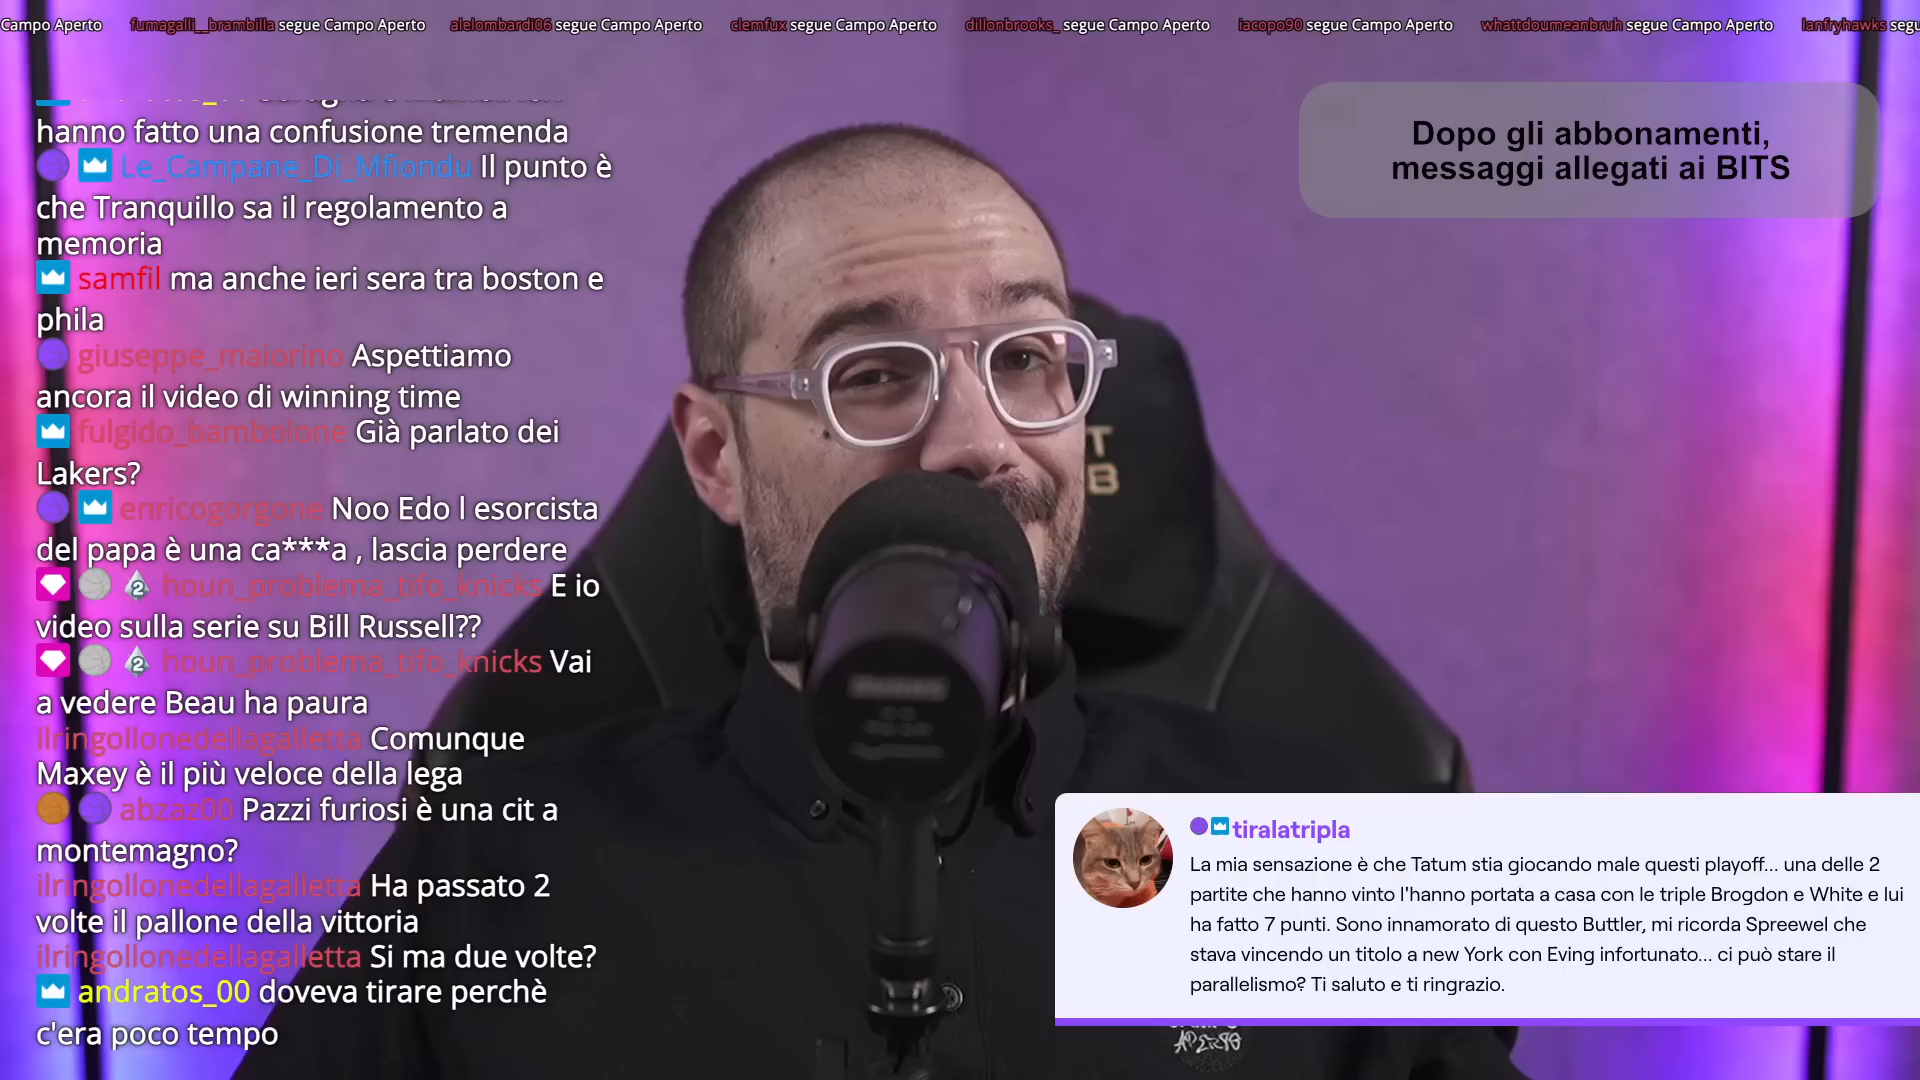 Campo Aperto fumagalli__brambilla segue Campo Aperto alelombardi06 segue Campo Aperto clemfux segue Campo Aperto dillonbrooks_ segue Campo Aperto iacopo90 segue Campo Aperto whattdoumeanbruh segue Campo Aperto lanfryhawks segu
hanno fatto una confusione tremenda
Le_Campane_Di_Mfiondu Il punto è
che Tranquillo sa il regolamento a
memoria
samfil ma anche ieri sera tra boston e
phila
giuseppe_maiorino Aspettiamo
ancora il video di winning time
fulgido_bambolone Già parlato dei
Lakers?
enricogorgone Noo Edo l esorcista
del papa è una ca***a , lascia perdere
2 houn_problema_tifo_knicks E io
video sulla serie su Bill Russell??
2 houn_problema_tifo_knicks Vai
a vedere Beau ha paura
ilringollonedellagalletta Comunque
Maxey è il più veloce della lega
abzaz00 Pazzi furiosi è una cit a
montemagno?
ilringollonedellagalletta Ha passato 2
volte il pallone della vittoria
ilringollonedellagalletta Si ma due volte?
andratos_00 doveva tirare perchè
c'era poco tempo
Dopo gli abbonamenti,
messaggi allegati ai BITS
T
B
tiralatripla
La mia sensazione è che Tatum stia giocando male questi playoff... una delle 2
partite che hanno vinto l'hanno portata a casa con le triple Brogdon e White e lui
ha fatto 7 punti. Sono innamorato di questo Buttler, mi ricorda Spreewel che
stava vincendo un titolo a new York con Eving infortunato... ci può stare il
parallelismo? Ti saluto e ti ringrazio.
APERTO